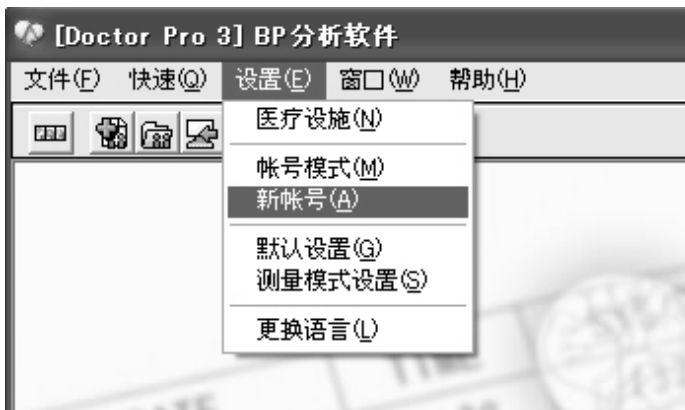 [Doctor Pro 3] BP分析软件
文件(F) 快速(Q) 设置(E) 窗口(W) 帮助(H)
医疗设施(N)
帐号模式(M)
新帐号(A)
默认设置(G)
测量模式设置(S)
更换语言(L)